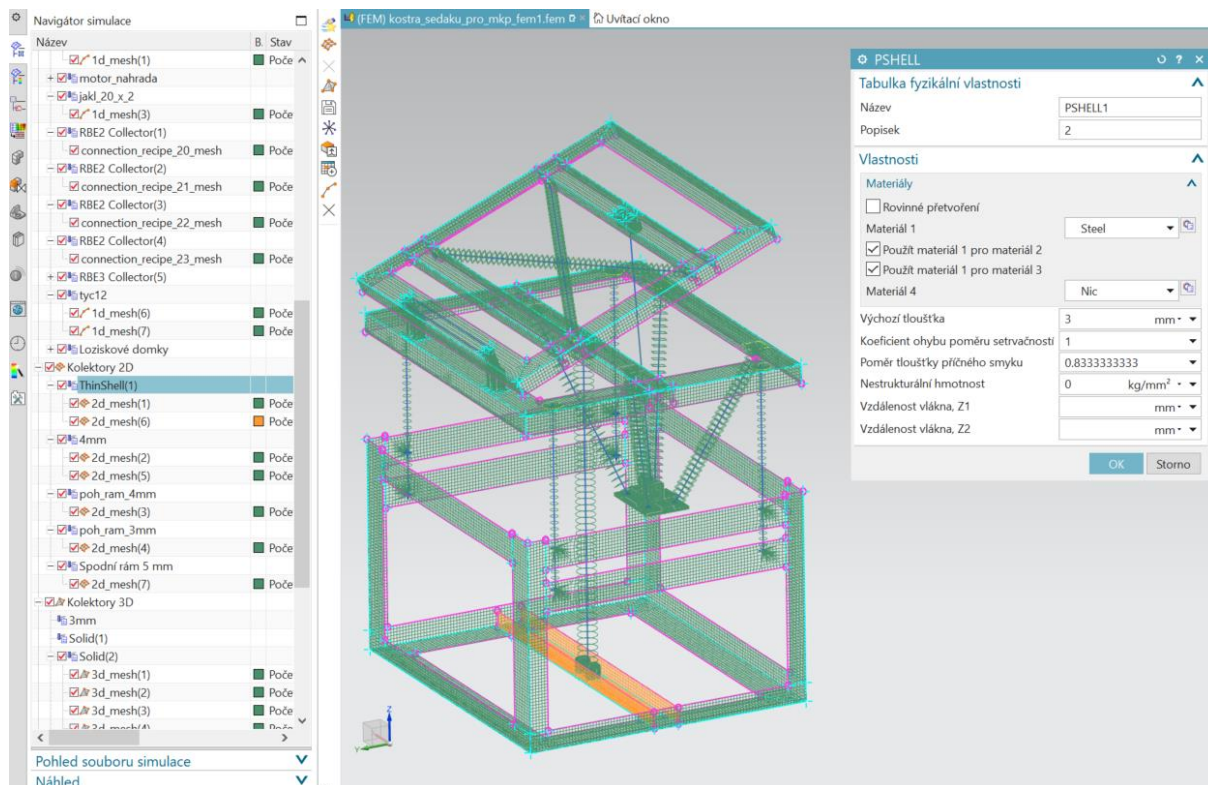 Navigátor simulace
Název B. Stav
1d_mesh(1) Poče
motor_nahrada
jakl_20_x_2
1d_mesh(3) Poče
RBE2 Collector(1)
connection_recipe_20_mesh Poče
RBE2 Collector(2)
connection_recipe_21_mesh Poče
RBE2 Collector(3)
connection_recipe_22_mesh Poče
RBE2 Collector(4)
connection_recipe_23_mesh Poče
RBE3 Collector(5)
tyc12
1d_mesh(6) Poče
1d_mesh(7) Poče
Loziskové domky
Kolektory 2D
ThinShell(1)
2d_mesh(1) Poče
2d_mesh(6) Poče
4mm
2d_mesh(2) Poče
2d_mesh(5) Poče
poh_ram_4mm
2d_mesh(3) Poče
poh_ram_3mm
2d_mesh(4) Poče
Spodní rám 5 mm
2d_mesh(7) Poče
Kolektory 3D
3mm
Solid(1)
Solid(2)
3d_mesh(1) Poče
3d_mesh(2) Poče
3d_mesh(3) Poče
3d_mesh(4) Poče
Pohled souboru simulace
Náhled
(FEM) kostra_sedaku_pro_mkp_fem1.fem Uvítací okno
Z
Y
PSHELL
Tabulka fyzikální vlastnosti
Název PSHELL1
Popisek 2
Vlastnosti
Materiály
Rovinné přetvoření
Materiál 1 Steel
Použít materiál 1 pro materiál 2
Použít materiál 1 pro materiál 3
Materiál 4 Nic
Výchozí tloušťka 3 mm
Koeficient ohybu poměru setrvačnosti 1
Poměr tloušťky příčného smyku 0.8333333333
Nestrukturální hmotnost 0 kg/mm²
Vzdálenost vlákna, Z1 mm
Vzdálenost vlákna, Z2 mm
OK Storno